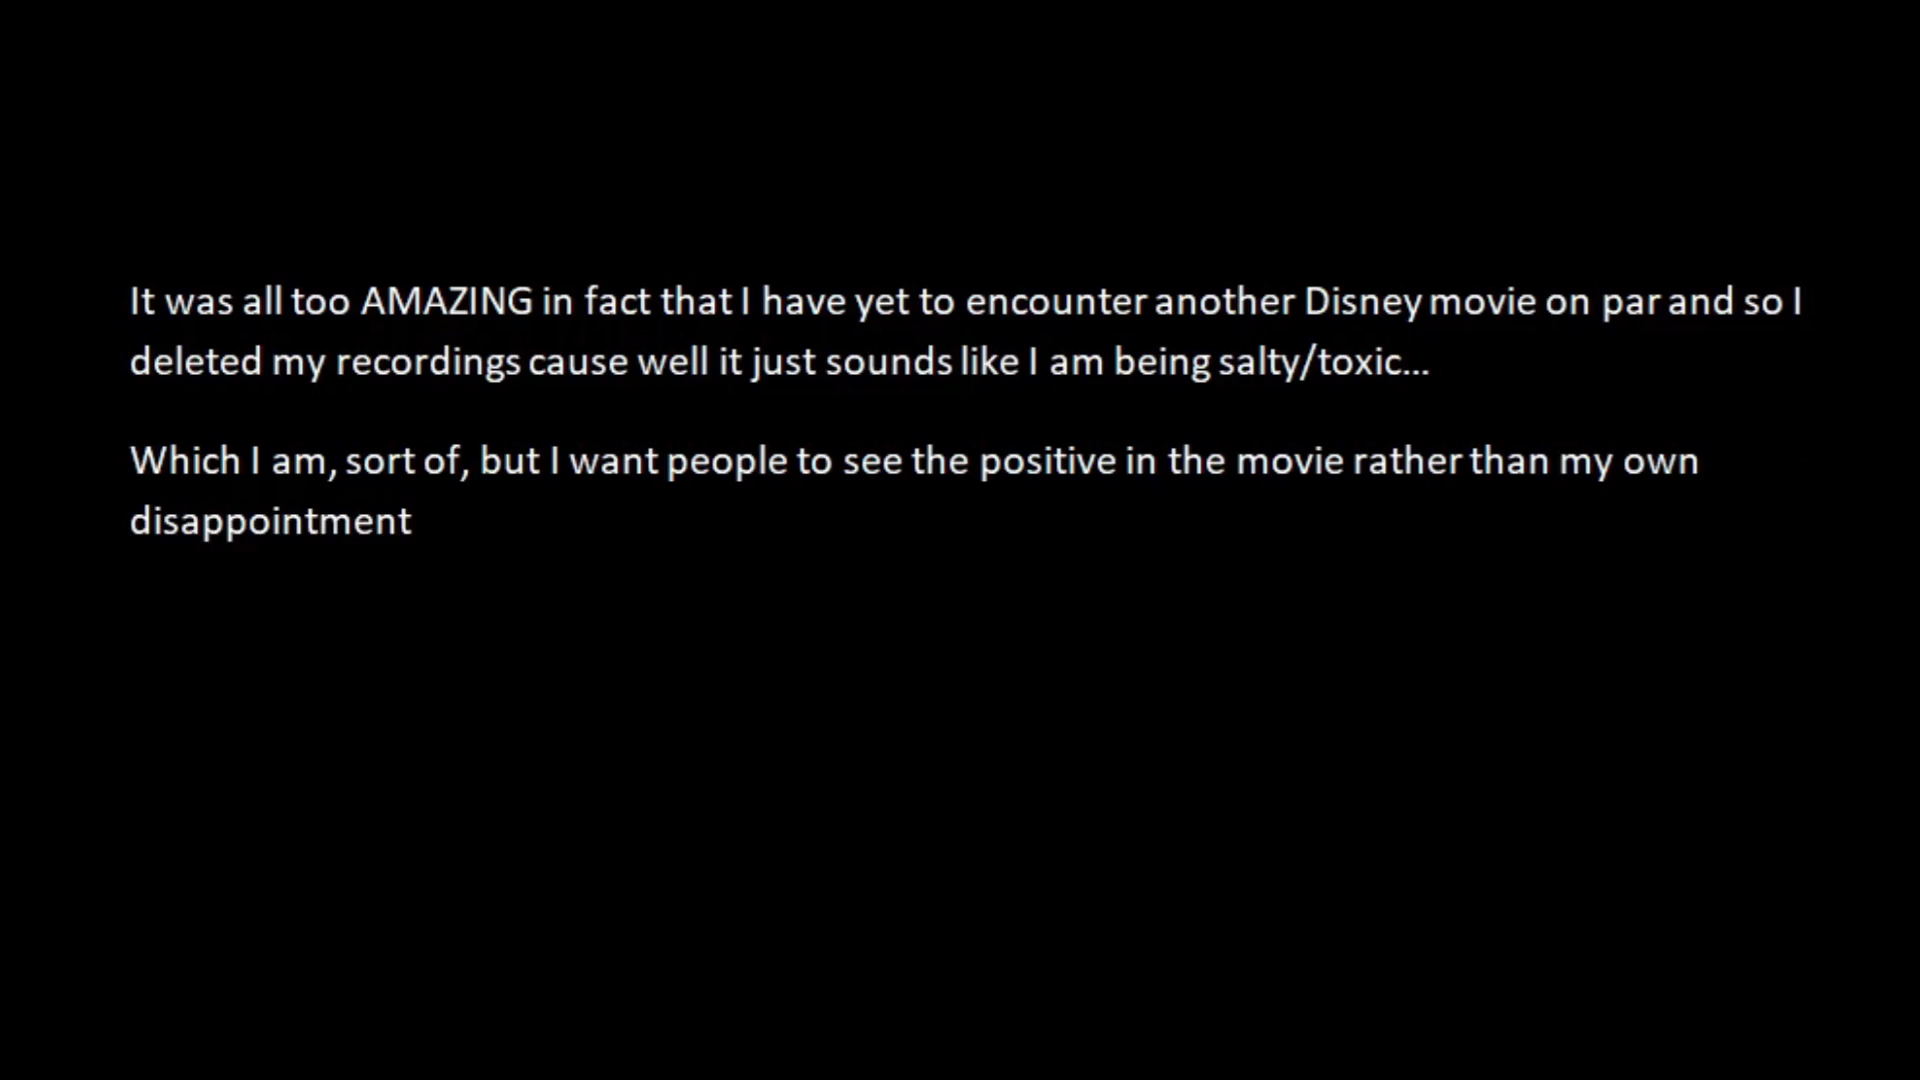 It was all too AMAZING in fact that I have yet to encounter another Disney movie on par and so I
deleted my recordings cause well it just sounds like I am being salty/toxic...
Which I am, sort of, but I want people to see the positive in the movie rather than my own
disappointment